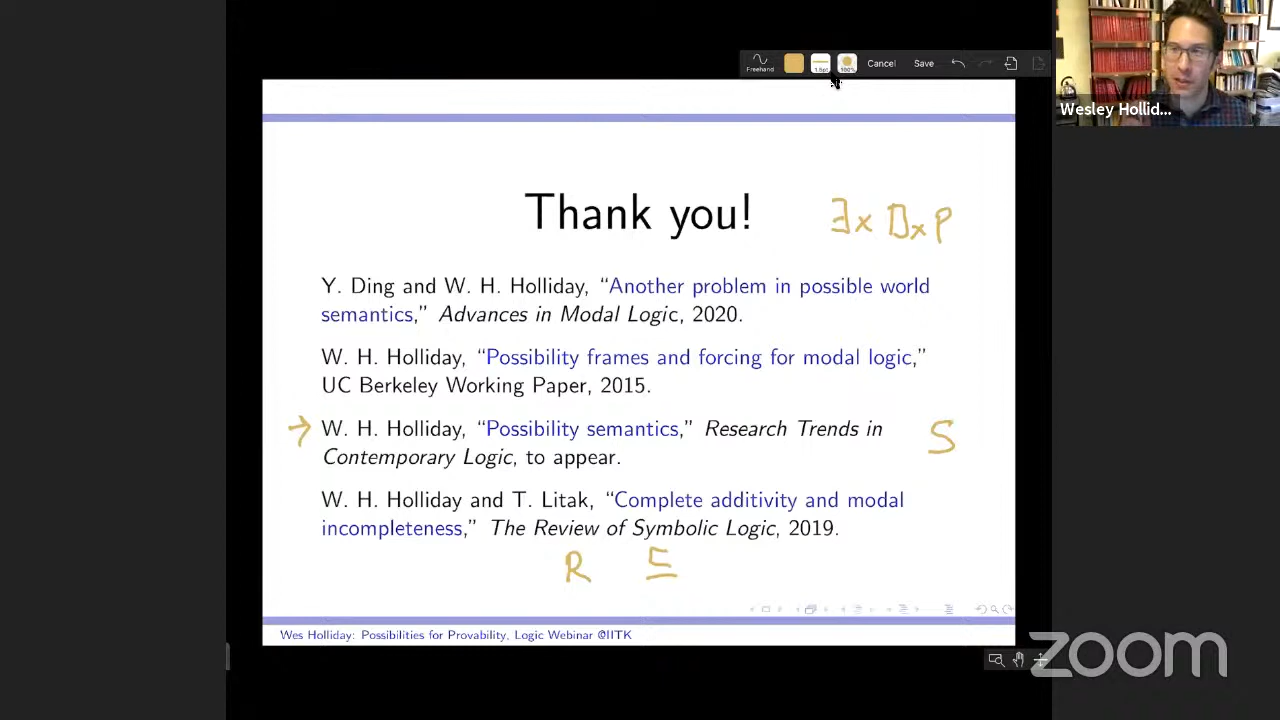 Freehand
1.5pt
100%
Cancel
Save
Wesley Hollid...
Thank you!
∃x □x P
Y. Ding and W. H. Holliday, “Another problem in possible world
semantics,” Advances in Modal Logic, 2020.
W. H. Holliday, “Possibility frames and forcing for modal logic,”
UC Berkeley Working Paper, 2015.
→ W. H. Holliday, “Possibility semantics,” Research Trends in
Contemporary Logic, to appear.
S
W. H. Holliday and T. Litak, “Complete additivity and modal
incompleteness,” The Review of Symbolic Logic, 2019.
R ⊑
Wes Holliday: Possibilities for Provability, Logic Webinar @IITK
zoom